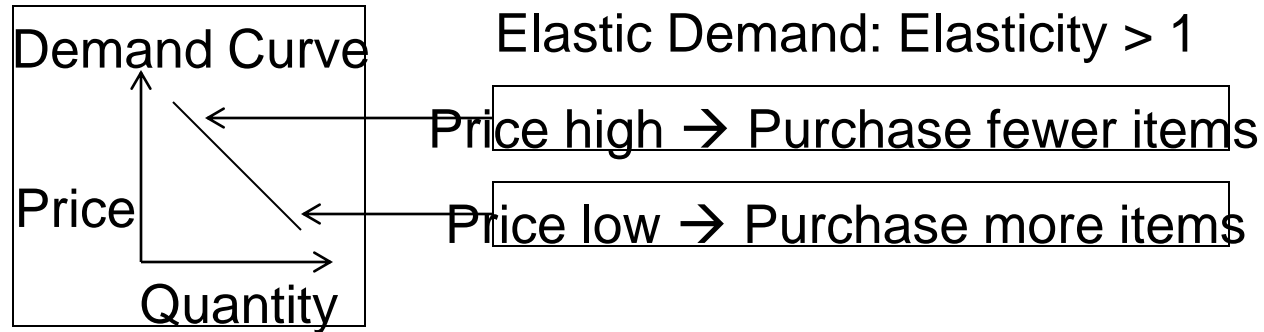 Demand Curve
Price
Quantity
Elastic Demand: Elasticity > 1
Price high → Purchase fewer items
Price low → Purchase more items